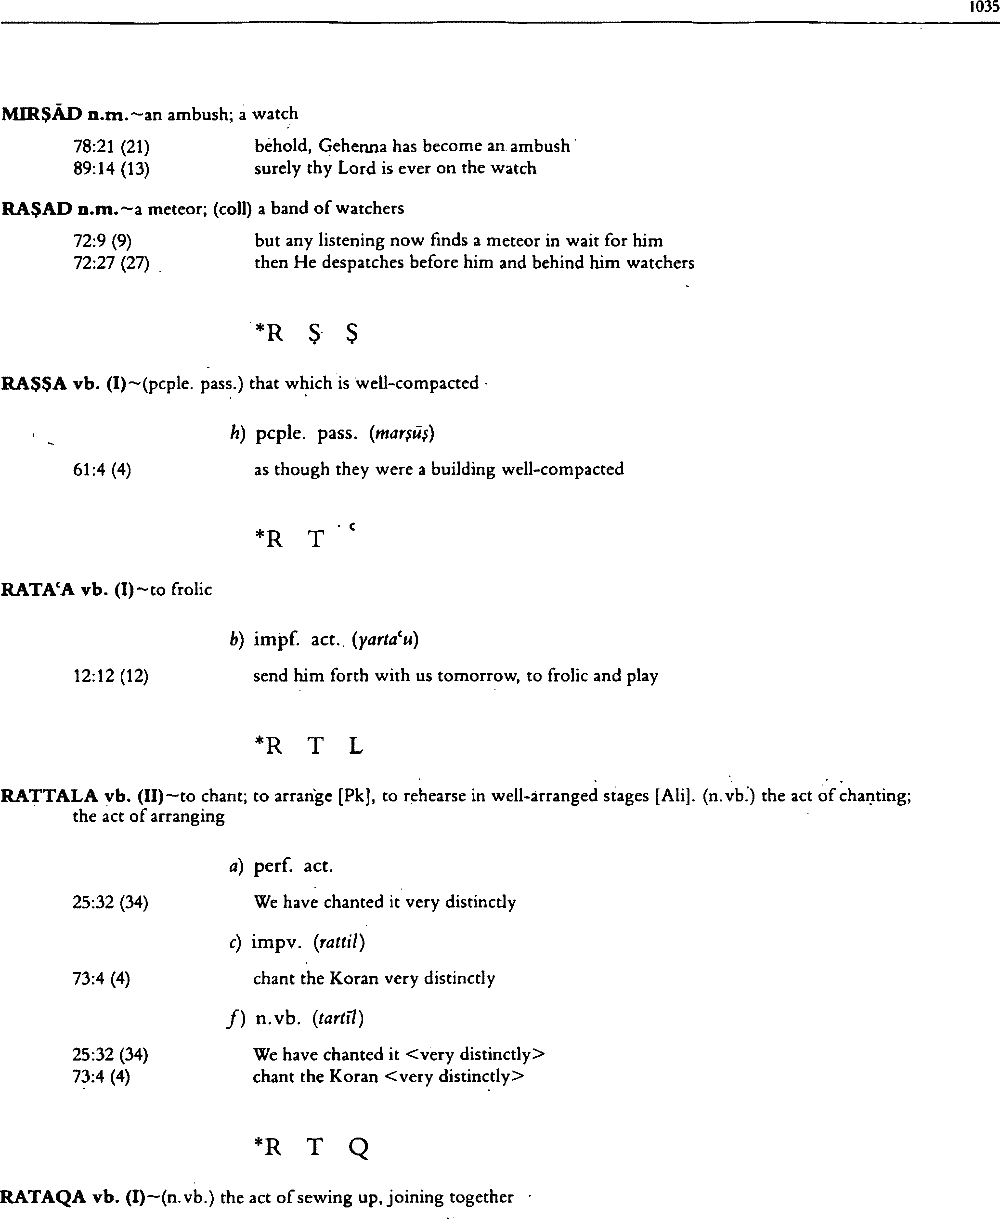 1035
MIRṢĀD n.m.~an ambush; a watch
78:21 (21) behold, Gehenna has become an ambush
89:14 (13) surely thy Lord is ever on the watch
RAṢAD n.m.~a meteor; (coll) a band of watchers
72:9 (9) but any listening now finds a meteor in wait for him
72:27 (27) then He despatches before him and behind him watchers
*R Ṣ Ṣ
RAṢṢA vb. (I)~(pcple. pass.) that which is well-compacted
h) pcple. pass. (marṣūṣ)
61:4 (4) as though they were a building well-compacted
*R T ʿ
RATAʿA vb. (I)~to frolic
b) impf. act. (yartaʿu)
12:12 (12) send him forth with us tomorrow, to frolic and play
*R T L
RATTALA vb. (II)~to chant; to arrange [Pk], to rehearse in well-arranged stages [Ali]. (n.vb.) the act of chanting;
the act of arranging
a) perf. act.
25:32 (34) We have chanted it very distinctly
c) impv. (rattil)
73:4 (4) chant the Koran very distinctly
f) n.vb. (tartīl)
25:32 (34) We have chanted it <very distinctly>
73:4 (4) chant the Koran <very distinctly>
*R T Q
RATAQA vb. (I)~(n.vb.) the act of sewing up, joining together